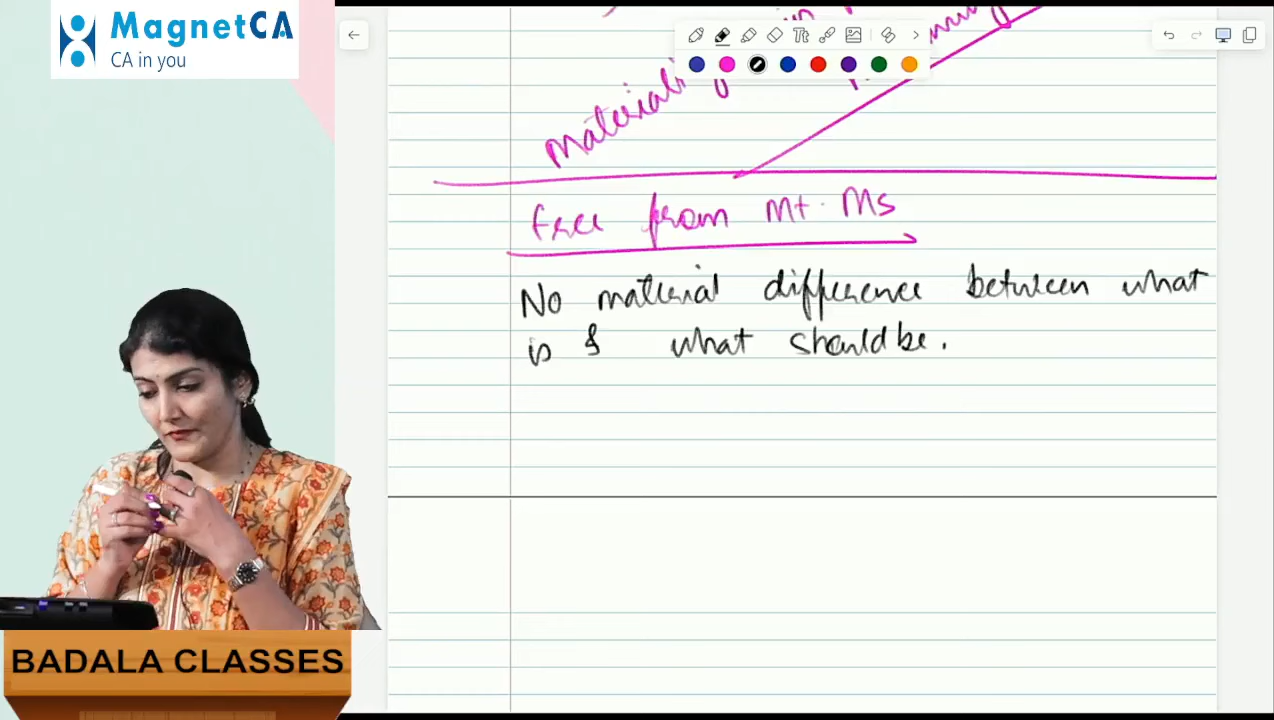 MagnetCA
CA in you
Tt
free from Mt. Ms
No material difference between what
is & what should be.
BADALA CLASSES